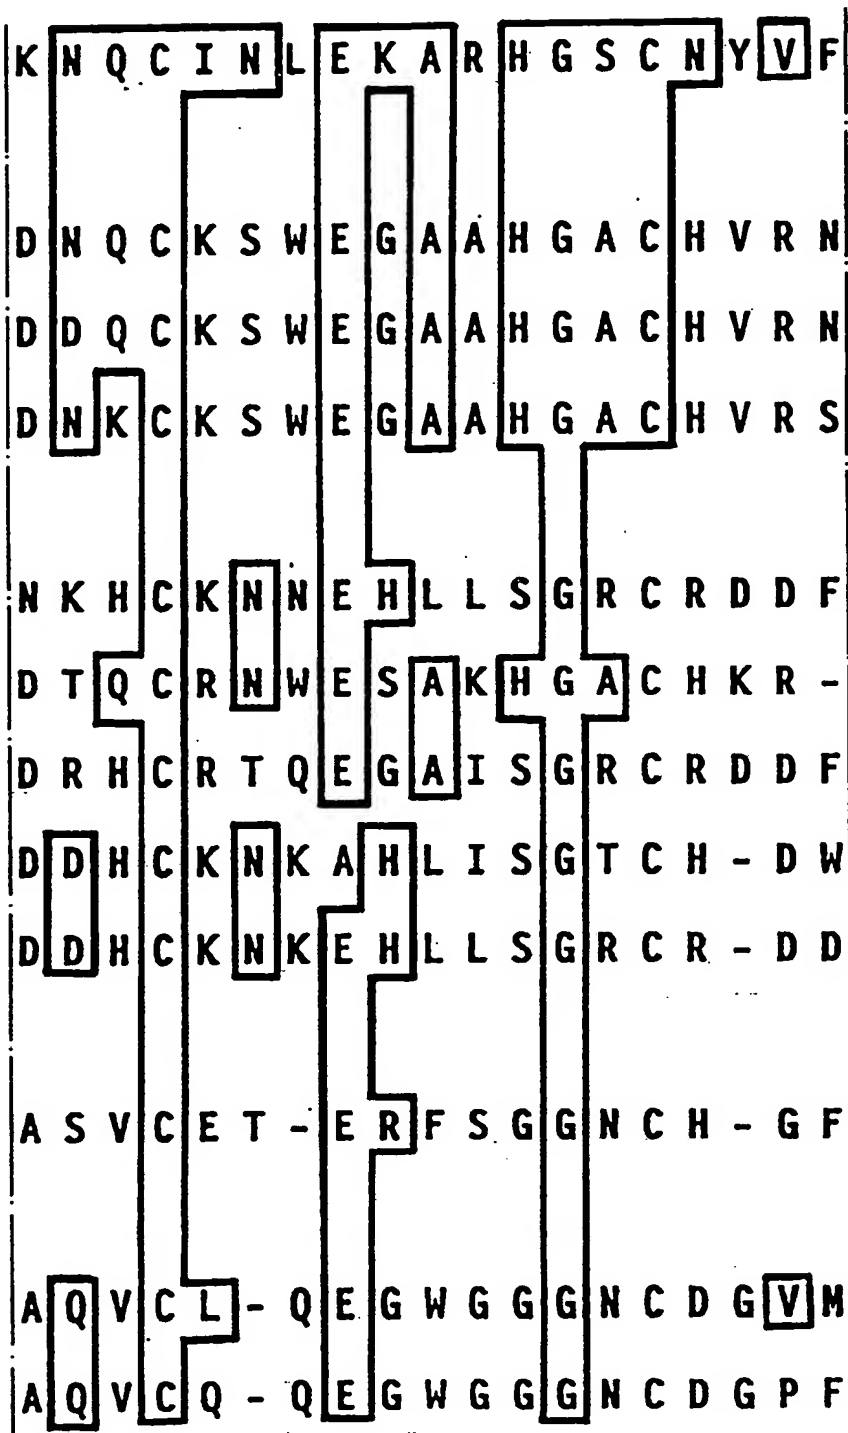 K N Q C I N L E K A R H G S C N Y V F
D N Q C K S W E G A A H G A C H V R N
D D Q C K S W E G A A H G A C H V R N
D N K C K S W E G A A H G A C H V R S
N K H C K N N E H L L S G R C R D D F
D T Q C R N W E S A K H G A C H K R -
D R H C R T Q E G A I S G R C R D D F
D D H C K N K A H L I S G T C H - D W
D D H C K N K E H L L S G R C R - D D
A S V C E T - E R F S G G N C H - G F
A Q V C L - Q E G W G G G N C D G V M
A Q V C Q - Q E G W G G G N C D G P F